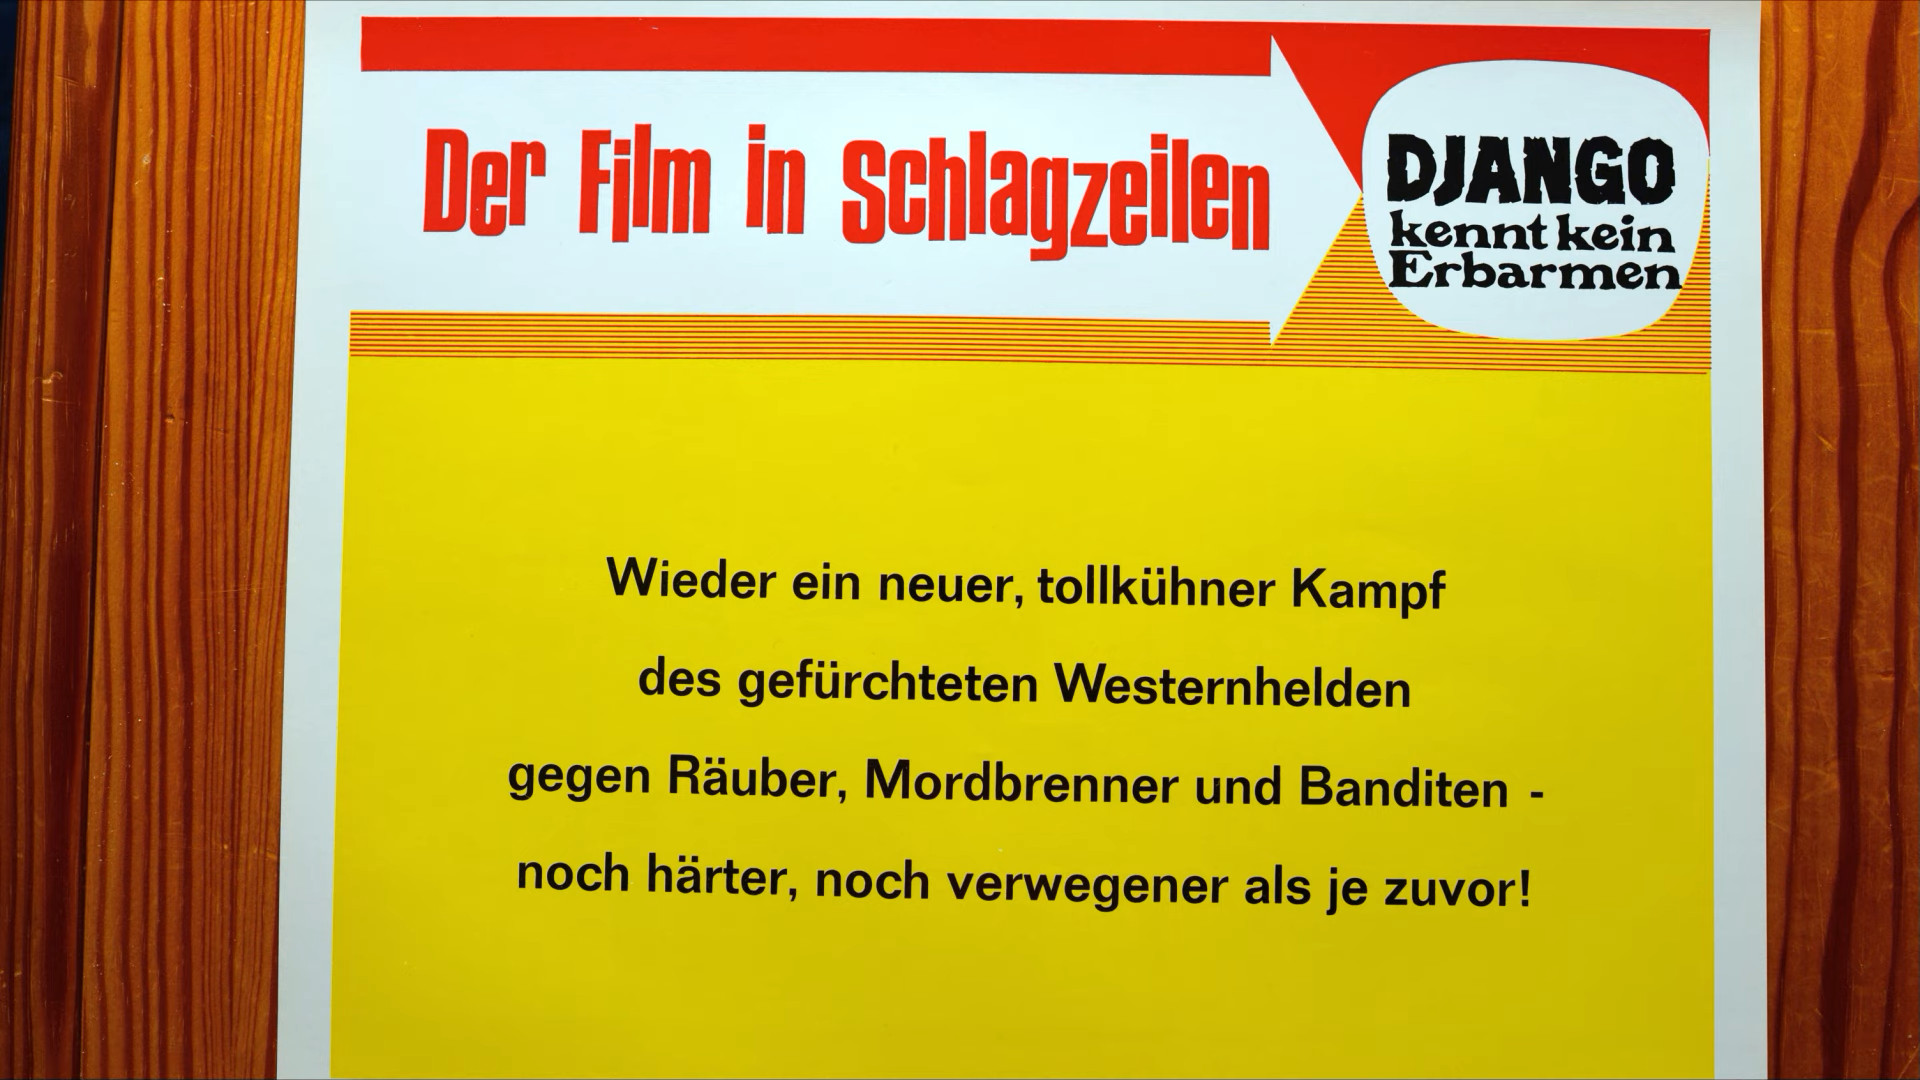 Der Film in Schlagzeilen
DJANGO
kennt kein
Erbarmen
Wieder ein neuer, tollkühner Kampf
des gefürchteten Westernhelden
gegen Räuber, Mordbrenner und Banditen -
noch härter, noch verwegener als je zuvor!